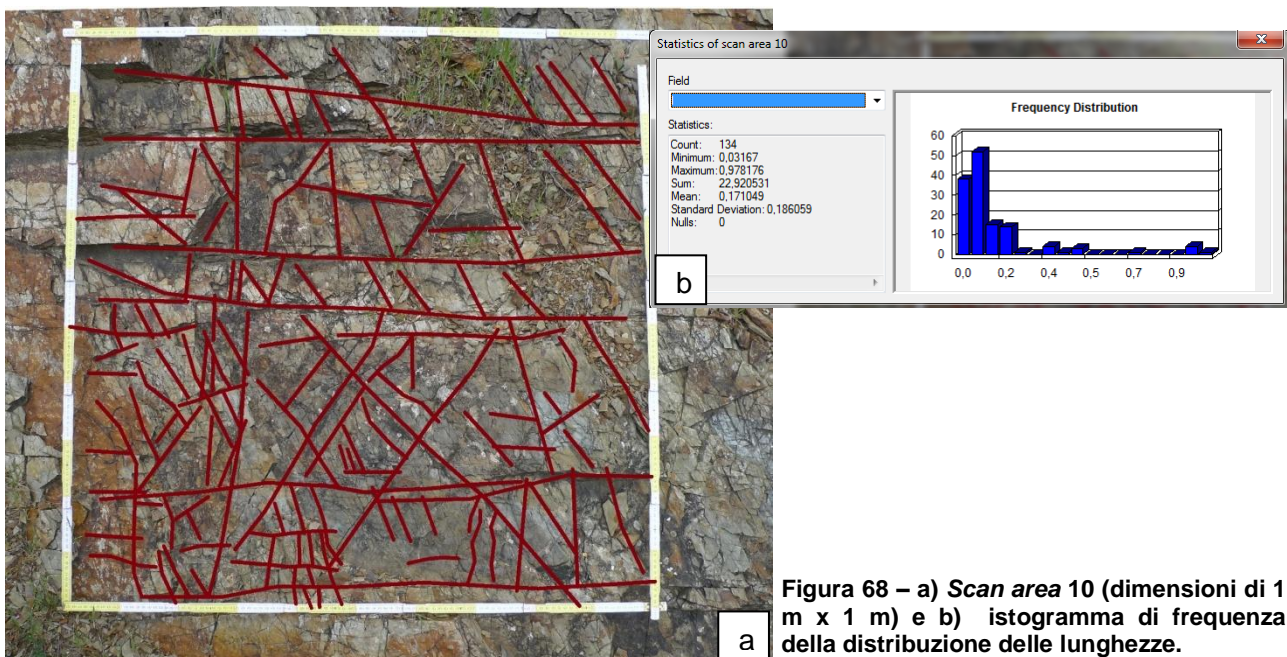 Statistics of scan area 10
x
Field
Statistics:
Count: 134
Minimum: 0,03167
Maximum: 0,978176
Sum: 22,920531
Mean: 0,171049
Standard Deviation: 0,186059
Nulls: 0
Frequency Distribution
60
50
40
30
20
10
0
0,0 0,2 0,4 0,5 0,7 0,9
b
a
Figura 68 – a) Scan area 10 (dimensioni di 1
m x 1 m) e b) istogramma di frequenza
della distribuzione delle lunghezze.